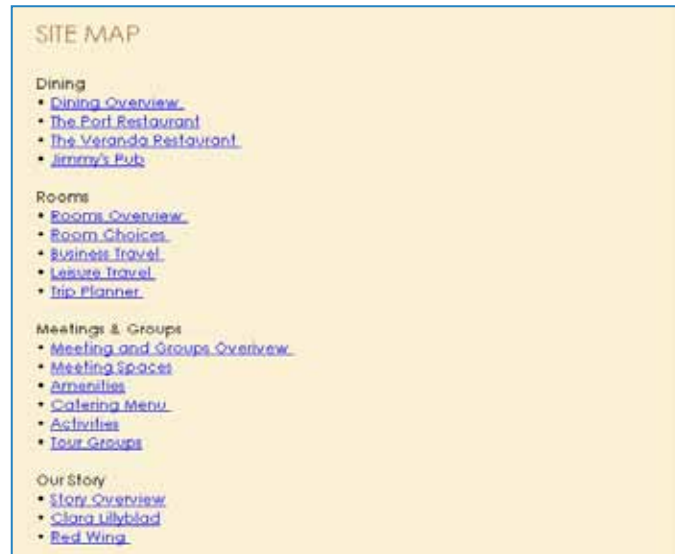 SITE MAP
Dining
• Dining Overview
• The Port Restaurant
• The Veranda Restaurant
• Jimmy's Pub
Rooms
• Rooms Overview
• Room Choices
• Business Travel
• Leisure Travel
• Trip Planner
Meetings & Groups
• Meeting and Groups Overivew
• Meeting Spaces
• Amenities
• Catering Menu
• Activities
• Tour Groups
Our Story
• Story Overview
• Clara Lillyblad
• Red Wing